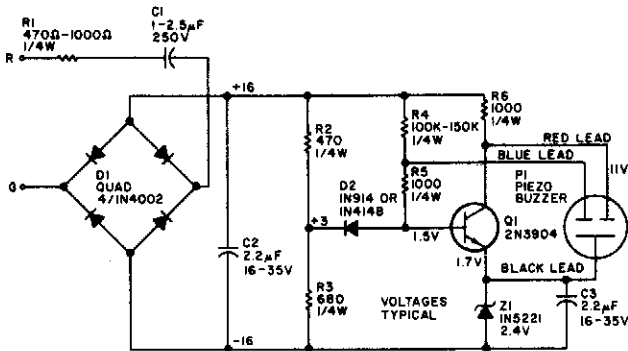 R1
470Ω-1000Ω
1/4W
C1
1-2.5µF
250V
R
G
D1
QUAD
4/1N4002
+16
C2
2.2µF
16-35V
R2
470
1/4W
+3
R3
680
1/4W
D2
1N914 OR
1N4148
R4
100K-150K
1/4W
R5
1000
1/4W
R6
1000
1/4W
RED LEAD
BLUE LEAD
11V
P1
PIEZO
BUZZER
Q1
2N3904
1.5V
1.7V
BLACK LEAD
VOLTAGES
TYPICAL
Z1
1N5221
2.4V
C3
2.2µF
16-35V
-16